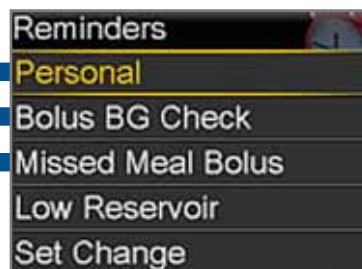 Reminders
Personal
Bolus BG Check
Missed Meal Bolus
Low Reservoir
Set Change